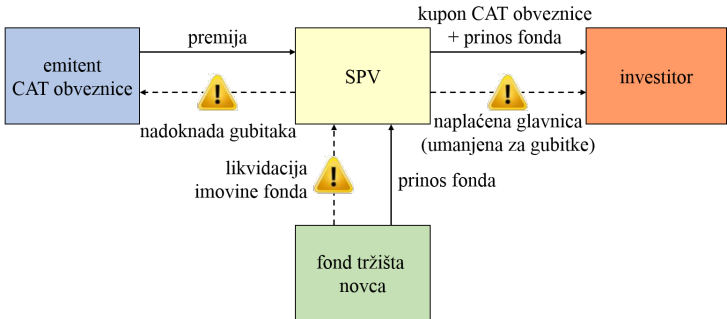 kupon CAT obveznice
+ prinos fonda
premija
emitent
CAT obveznice
SPV
investitor
nadoknada gubitaka
naplaćena glavnica
(umanjena za gubitke)
likvidacija
imovine fonda
prinos fonda
fond tržišta
novca